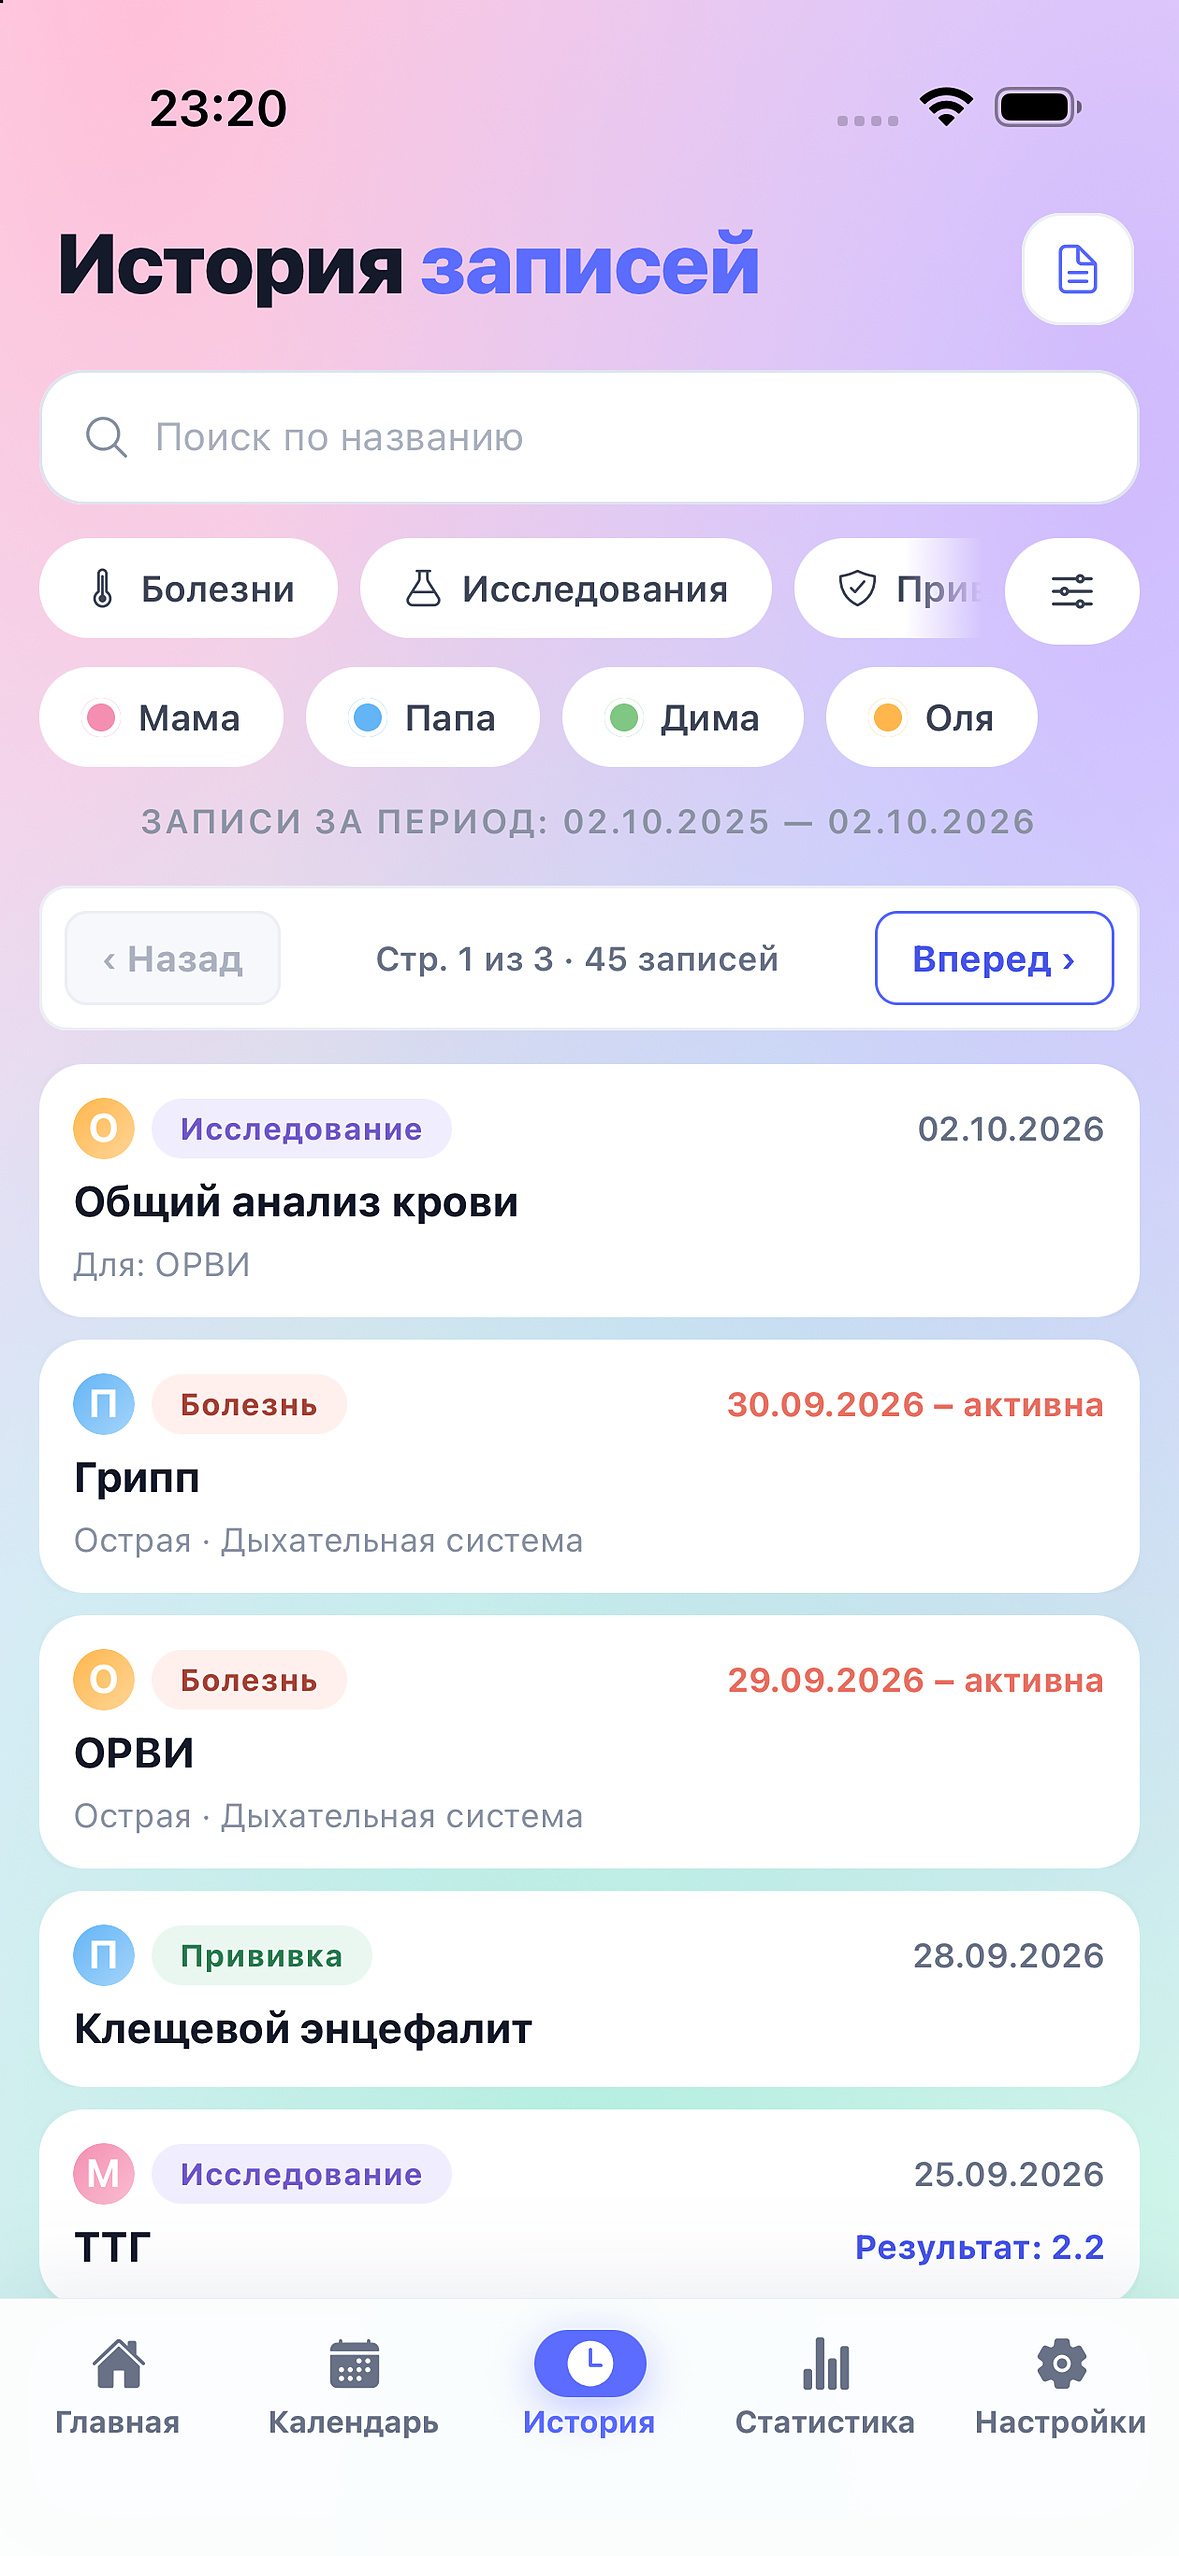 23:20
История записей
Поиск по названию
Болезни Исследования
Мама Папа Дима Оля
ЗАПИСИ ЗА ПЕРИОД: 02.10.2025 — 02.10.2026
‹ Назад Стр. 1 из 3 · 45 записей Вперед ›
О Исследование 02.10.2026
Общий анализ крови
Для: ОРВИ
П Болезнь 30.09.2026 – активна
Грипп
Острая · Дыхательная система
О Болезнь 29.09.2026 – активна
ОРВИ
Острая · Дыхательная система
П Прививка 28.09.2026
Клещевой энцефалит
М Исследование 25.09.2026
ТТГ Результат: 2.2
Главная Календарь История Статистика Настройки